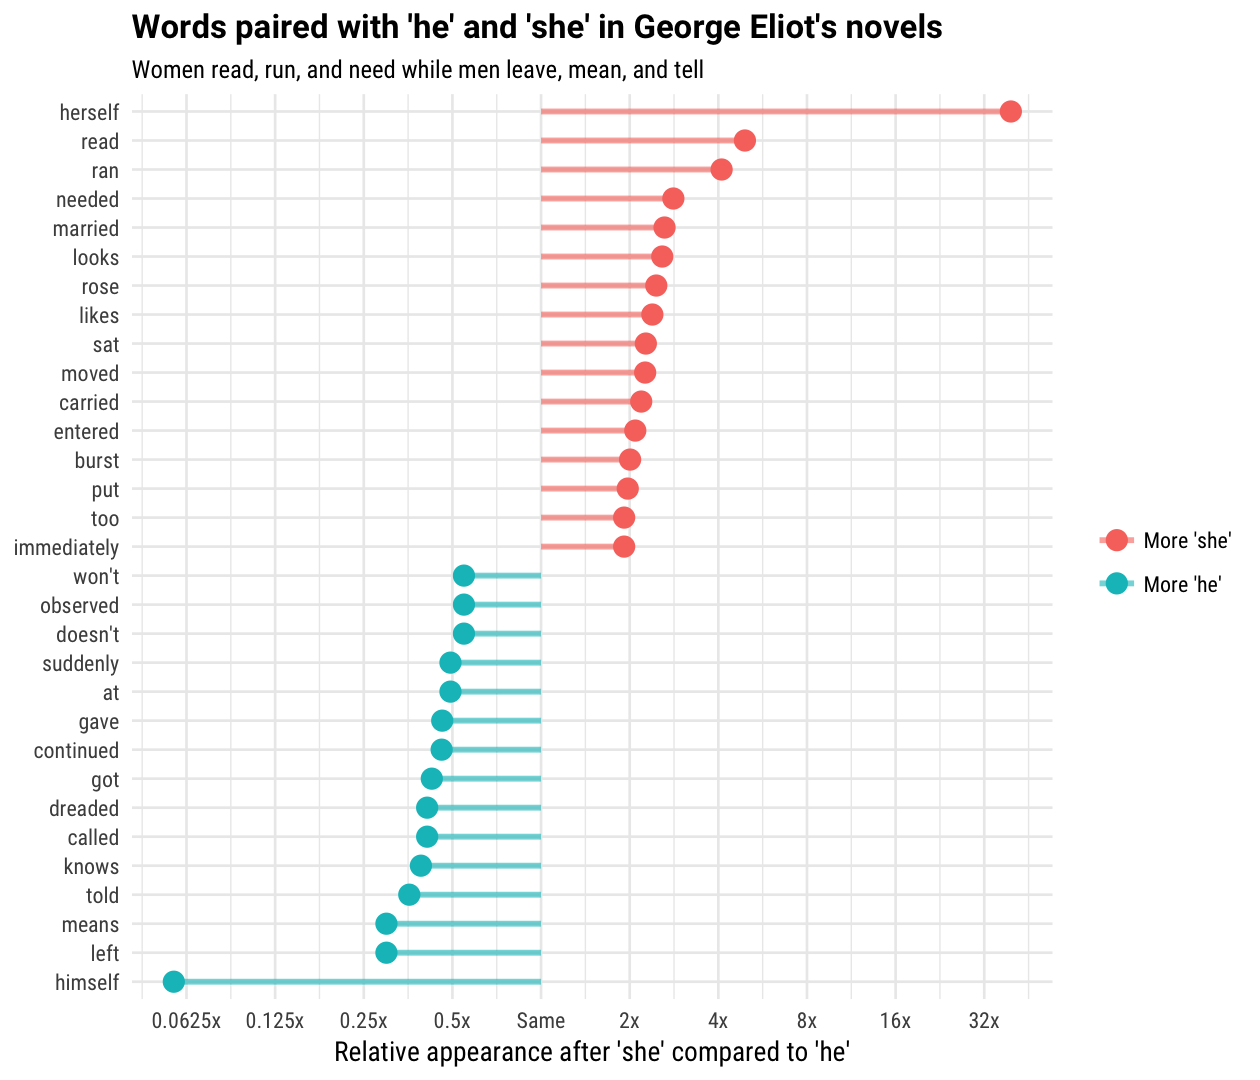 Words paired with 'he' and 'she' in George Eliot's novels
Women read, run, and need while men leave, mean, and tell
herself
read
ran
needed
married
looks
rose
likes
sat
moved
carried
entered
burst
put
too
immediately
won't
observed
doesn't
suddenly
at
gave
continued
got
dreaded
called
knows
told
means
left
himself
0.0625x 0.125x 0.25x 0.5x Same 2x 4x 8x 16x 32x
Relative appearance after 'she' compared to 'he'
More 'she'
More 'he'